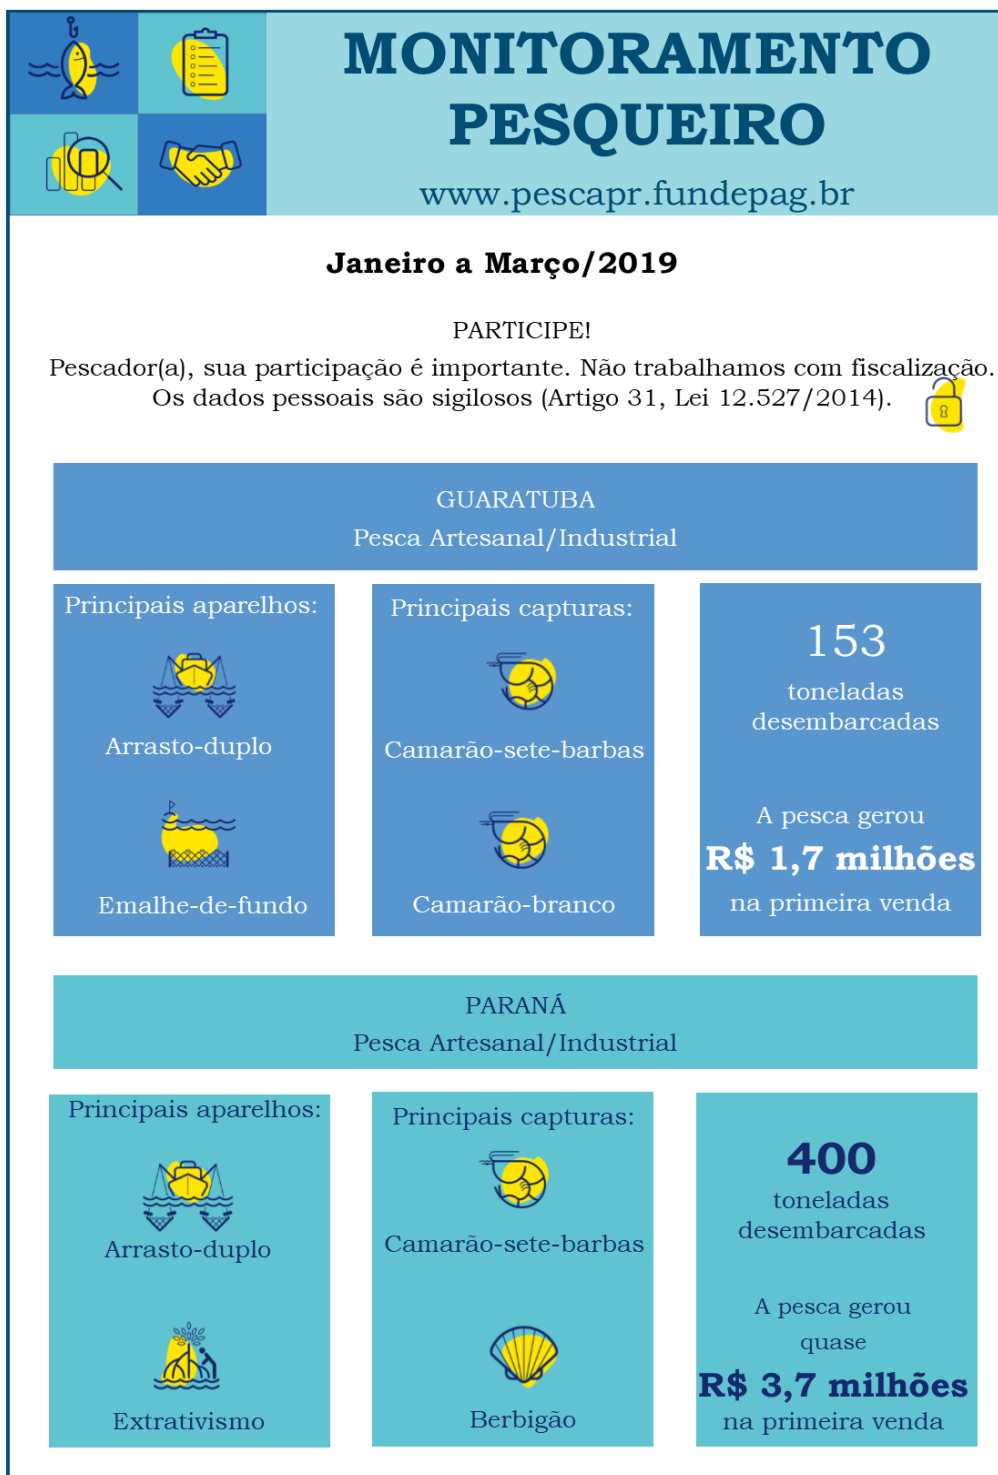 MONITORAMENTO
PESQUEIRO
www.pescapr.fundepag.br
Janeiro a Março/2019
PARTICIPE!
Pescador(a), sua participação é importante. Não trabalhamos com fiscalização.
Os dados pessoais são sigilosos (Artigo 31, Lei 12.527/2014).
GUARATUBA
Pesca Artesanal/Industrial
Principais aparelhos:
Arrasto-duplo
Emalhe-de-fundo
Principais capturas:
Camarão-sete-barbas
Camarão-branco
153
toneladas
desembarcadas
A pesca gerou
R$ 1,7 milhões
na primeira venda
PARANÁ
Pesca Artesanal/Industrial
Principais aparelhos:
Arrasto-duplo
Extrativismo
Principais capturas:
Camarão-sete-barbas
Berbigão
400
toneladas
desembarcadas
A pesca gerou
quase
R$ 3,7 milhões
na primeira venda